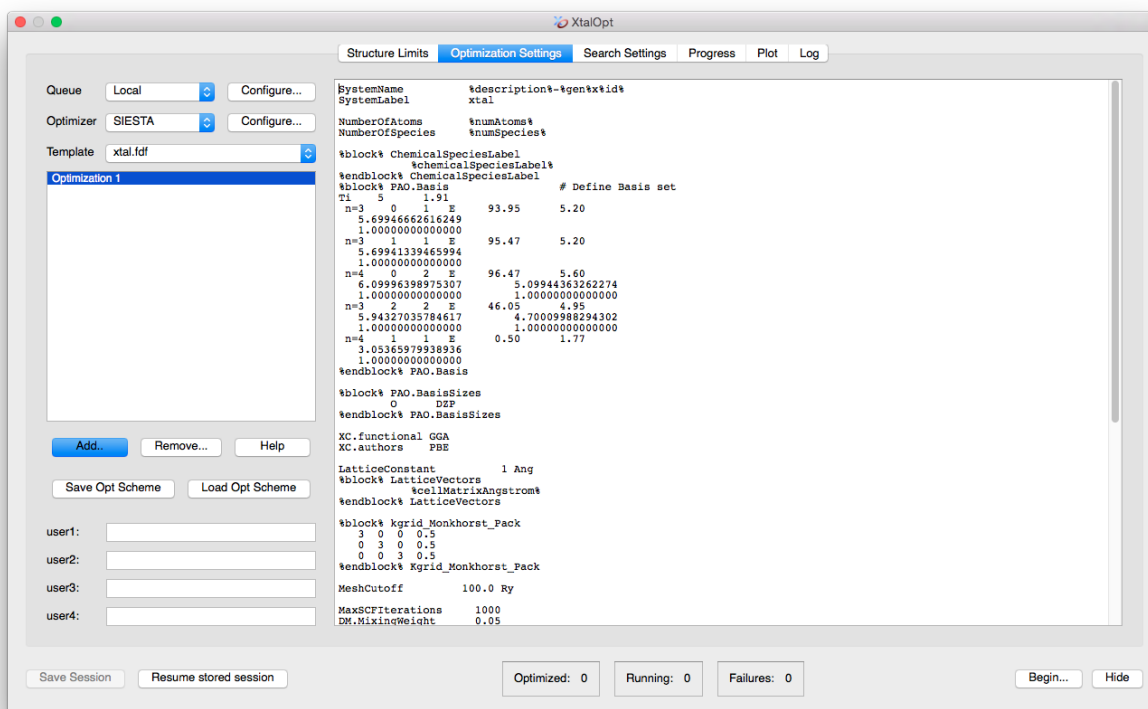 XtalOpt
Structure Limits
Optimization Settings
Search Settings
Progress
Plot
Log
Queue
Local
Configure...
Optimizer
SIESTA
Configure...
Template
xtal.fdf
Optimization 1
Add..
Remove...
Help
Save Opt Scheme
Load Opt Scheme
user1:
user2:
user3:
user4:
SystemName %description%-%gen%x%id%
SystemLabel xtal
NumberOfAtoms %numAtoms%
NumberOfSpecies %numSpecies%
%block% ChemicalSpeciesLabel
%chemicalSpeciesLabel%
%endblock% ChemicalSpeciesLabel
%block% PAO.Basis # Define Basis set
Ti 5 1.91
n=3 0 1 E 93.95 5.20
5.69946662616249
1.00000000000000
n=3 1 1 E 95.47 5.20
5.69941339465994
1.00000000000000
n=4 0 2 E 96.47 5.60
6.09996398975307 5.09944363262274
1.00000000000000 1.00000000000000
n=3 2 2 E 46.05 4.95
5.94327035784617 4.70009988294302
1.00000000000000 1.00000000000000
n=4 1 1 E 0.50 1.77
3.05365979938936
1.00000000000000
%endblock% PAO.Basis
%block% PAO.BasisSizes
O DZP
%endblock% PAO.BasisSizes
XC.functional GGA
XC.authors PBE
LatticeConstant 1 Ang
%block% LatticeVectors
%cellMatrixAngstrom%
%endblock% LatticeVectors
%block% kgrid_Monkhorst_Pack
3 0 0 0.5
0 3 0 0.5
0 0 3 0.5
%endblock% Kgrid_Monkhorst_Pack
MeshCutoff 100.0 Ry
MaxSCFIterations 1000
DM.MixingWeight 0.05
Save Session
Resume stored session
Optimized: 0
Running: 0
Failures: 0
Begin...
Hide